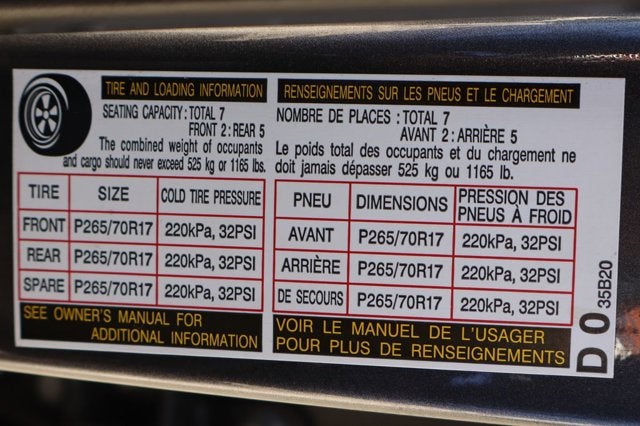 TIRE AND LOADING INFORMATION
SEATING CAPACITY: TOTAL 7
FRONT 2: REAR 5
The combined weight of occupants
and cargo should never exceed 525 kg or 1165 lbs.
TIRE SIZE COLD TIRE PRESSURE
FRONT P265/70R17 220kPa, 32PSI
REAR P265/70R17 220kPa, 32PSI
SPARE P265/70R17 220kPa, 32PSI
SEE OWNER'S MANUAL FOR
ADDITIONAL INFORMATION
RENSEIGNEMENTS SUR LES PNEUS ET LE CHARGEMENT
NOMBRE DE PLACES : TOTAL 7
AVANT 2 : ARRIÈRE 5
Le poids total des occupants et du chargement ne
doit jamais dépasser 525 kg ou 1165 lb.
PNEU DIMENSIONS PRESSION DES
PNEUS À FROID
AVANT P265/70R17 220kPa, 32PSI
ARRIÈRE P265/70R17 220kPa, 32PSI
DE SECOURS P265/70R17 220kPa, 32PSI
VOIR LE MANUEL DE L'USAGER
POUR PLUS DE RENSEIGNEMENTS
D 0 35B20